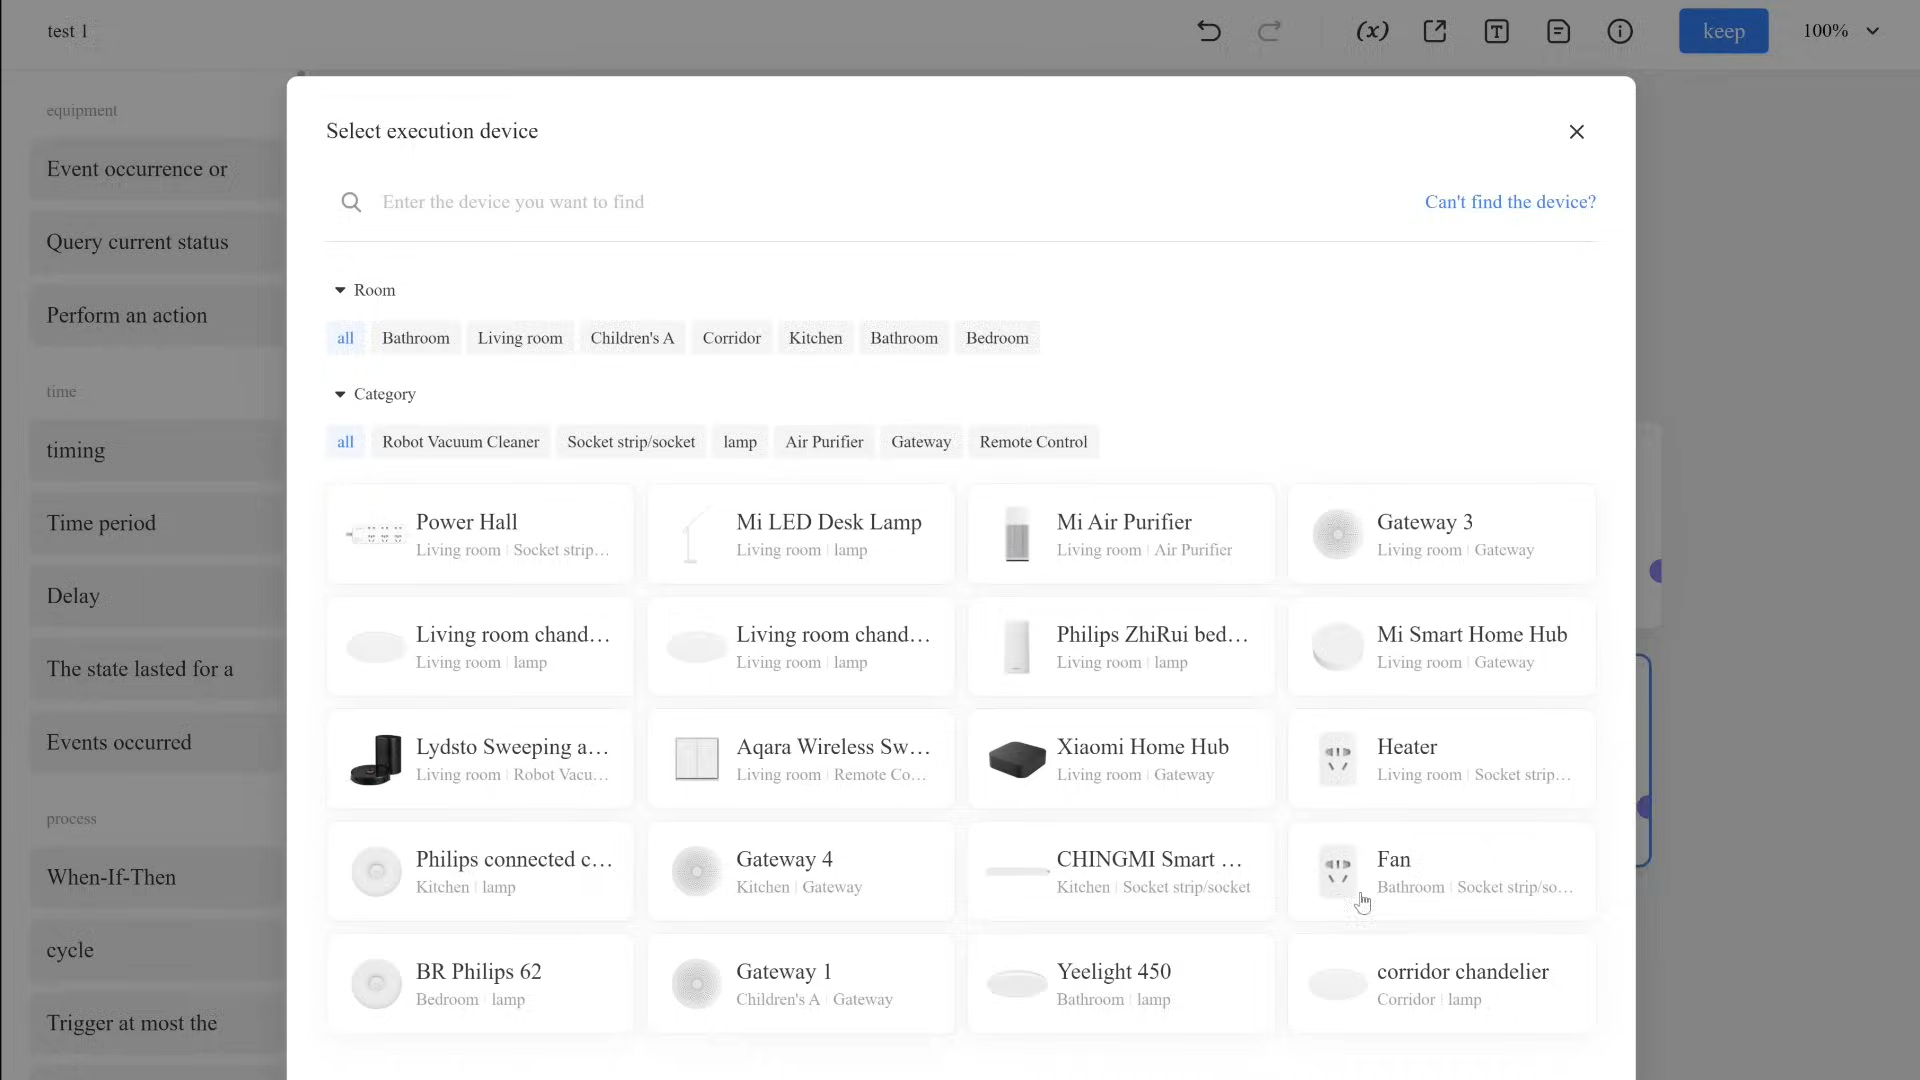 test 1
(x)
T
keep
100%
equipment
Event occurrence or
Query current status
Perform an action
time
timing
Time period
Delay
The state lasted for a
Events occurred
process
When-If-Then
cycle
Trigger at most the
Select execution device
Enter the device you want to find
Can't find the device?
Room
all Bathroom Living room Children's A Corridor Kitchen Bathroom Bedroom
Category
all Robot Vacuum Cleaner Socket strip/socket lamp Air Purifier Gateway Remote Control
Power Hall
Living room | Socket strip...
Mi LED Desk Lamp
Living room | lamp
Mi Air Purifier
Living room | Air Purifier
Gateway 3
Living room | Gateway
Living room chand...
Living room | lamp
Living room chand...
Living room | lamp
Philips ZhiRui bed...
Living room | lamp
Mi Smart Home Hub
Living room | Gateway
Lydsto Sweeping a...
Living room | Robot Vacu...
Aqara Wireless Sw...
Living room | Remote Co...
Xiaomi Home Hub
Living room | Gateway
Heater
Living room | Socket strip...
Philips connected c...
Kitchen | lamp
Gateway 4
Kitchen | Gateway
CHINGMI Smart ...
Kitchen | Socket strip/socket
Fan
Bathroom | Socket strip/so...
BR Philips 62
Bedroom | lamp
Gateway 1
Children's A | Gateway
Yeelight 450
Bathroom | lamp
corridor chandelier
Corridor | lamp